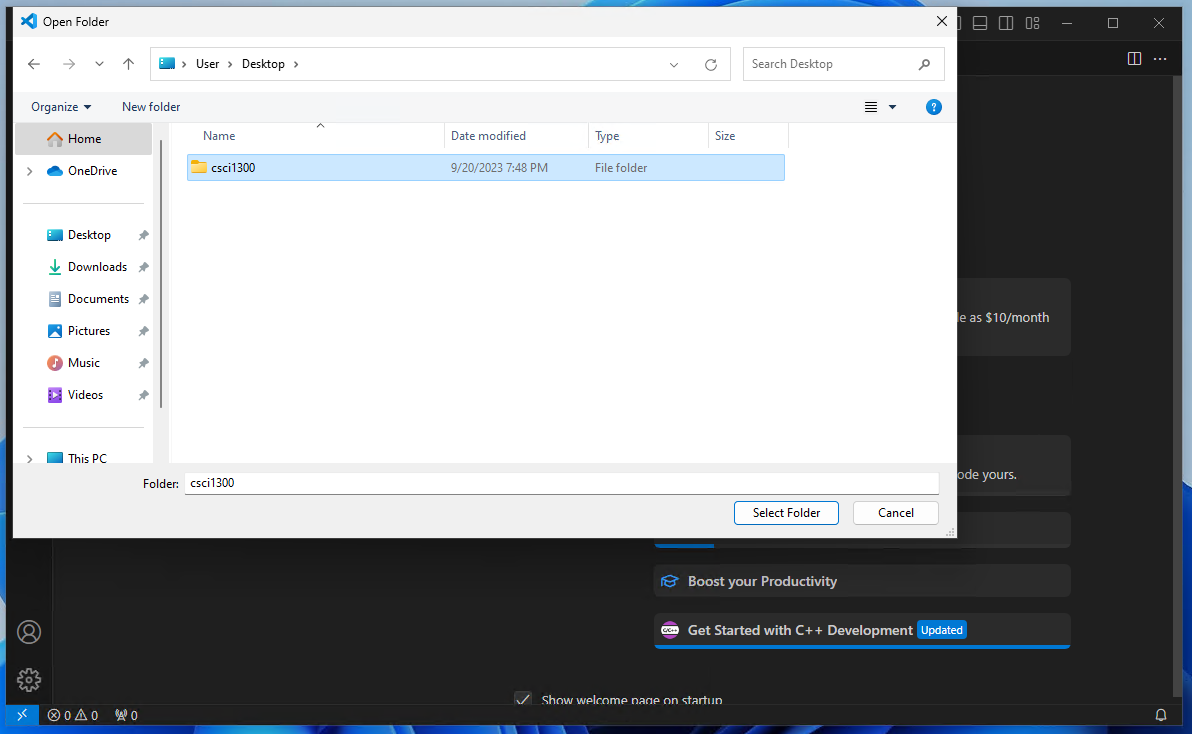 Open Folder
User > Desktop >
Search Desktop
Organize
New folder
?
Home
OneDrive
Desktop
Downloads
Documents
Pictures
Music
Videos
This PC
Name
Date modified
Type
Size
csci1300
9/20/2023 7:48 PM
File folder
Folder:
csci1300
Select Folder
Cancel
le as $10/month
ode yours.
Boost your Productivity
C/C++
Get Started with C++ Development
Updated
Show welcome page on startup
0
0
0